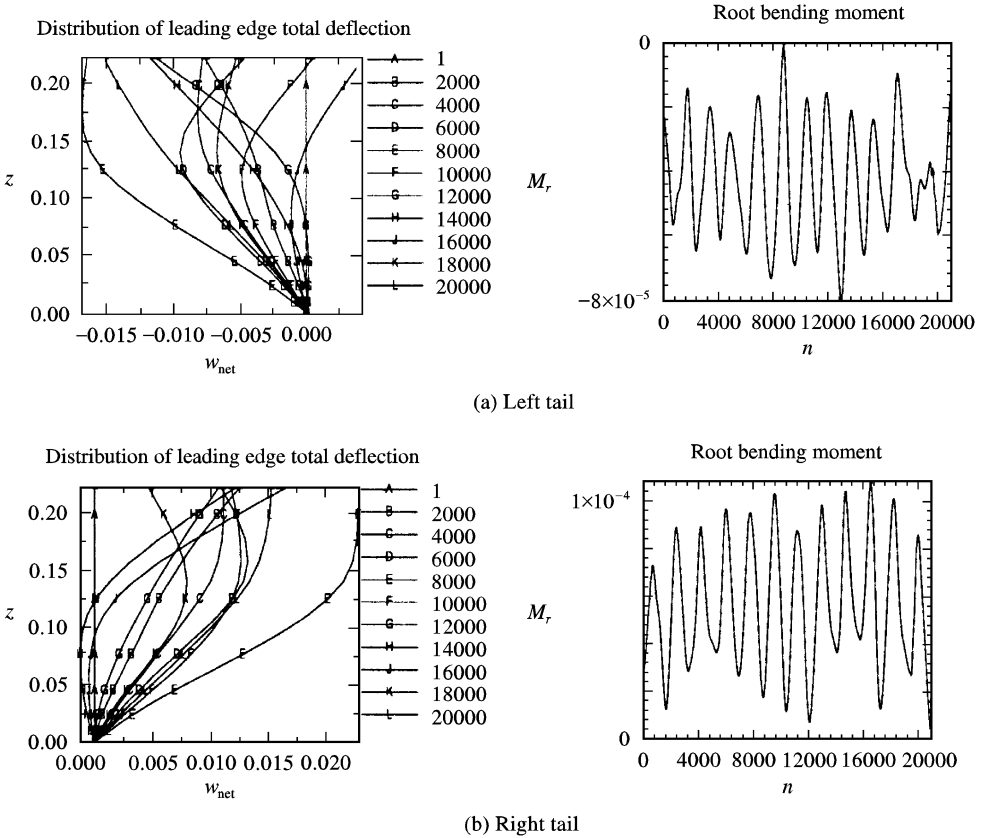 Distribution of leading edge total deflection
z
0.20
0.15
0.10
0.05
0.00
−0.015 −0.010 −0.005 0.000
w_net
A 1
B 2000
C 4000
D 6000
E 8000
F 10000
G 12000
H 14000
J 16000
K 18000
L 20000
Root bending moment
0
M_r
−8×10^-5
0 4000 8000 12000 16000 20000
n
(a) Left tail
Distribution of leading edge total deflection
z
0.20
0.15
0.10
0.05
0.00
0.000 0.005 0.010 0.015 0.020
w_net
A 1
B 2000
C 4000
D 6000
E 8000
F 10000
G 12000
H 14000
J 16000
K 18000
L 20000
Root bending moment
1×10^-4
M_r
0
0 4000 8000 12000 16000 20000
n
(b) Right tail